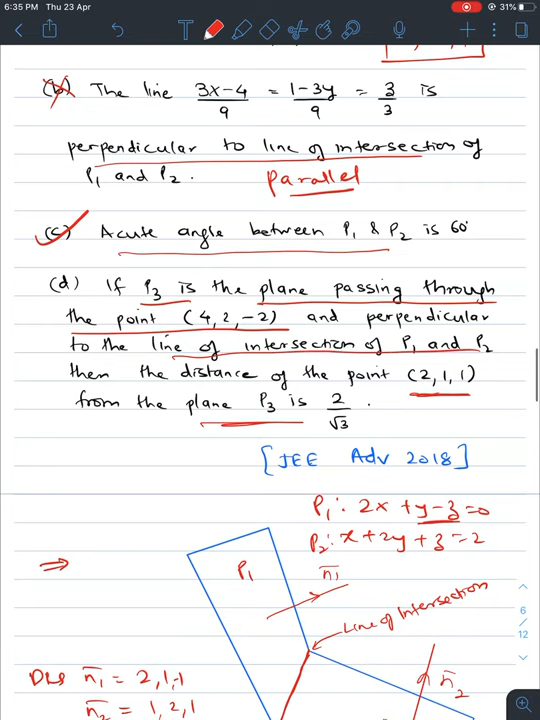 6:35 PM Thu 23 Apr 31%
(b) The line 3x-4/9 = 1-3y/9 = z/3 is
perpendicular to line of intersection of
P₁ and P₂. parallel
(c) Acute angle between P₁ & P₂ is 60°
(d) If P₃ is the plane passing through
the point (4, 2, -2) and perpendicular
to the line of intersection of P₁ and P₂
then the distance of the point (2, 1, 1)
from the plane P₃ is 2/√3.
[JEE Adv 2018]
P₁: 2x + y - z = 0
⇒ P₂: x + 2y + z = 2
P₁ n̄₁
Line of Intersection
6
/
12
DRs n̄₁ = 2, 1, -1
n̄₂ = 1, 2, 1
n̄₂